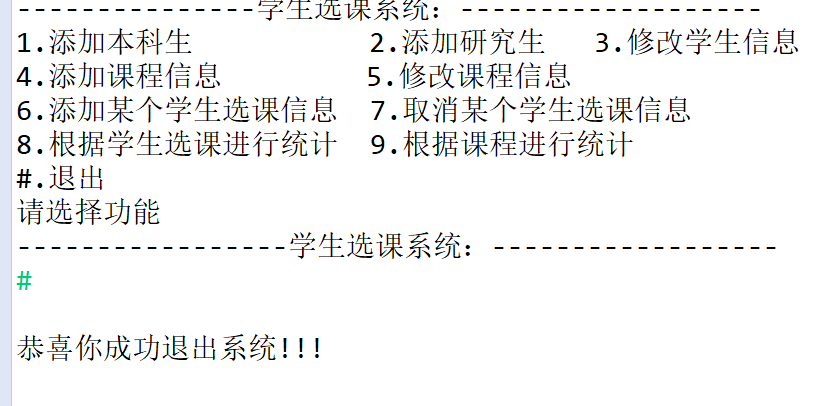 ---------------学生选课系统：-------------------
1.添加本科生 2.添加研究生 3.修改学生信息
4.添加课程信息 5.修改课程信息
6.添加某个学生选课信息 7.取消某个学生选课信息
8.根据学生选课进行统计 9.根据课程进行统计
#.退出
请选择功能
-----------------学生选课系统：------------------
#
恭喜你成功退出系统!!!